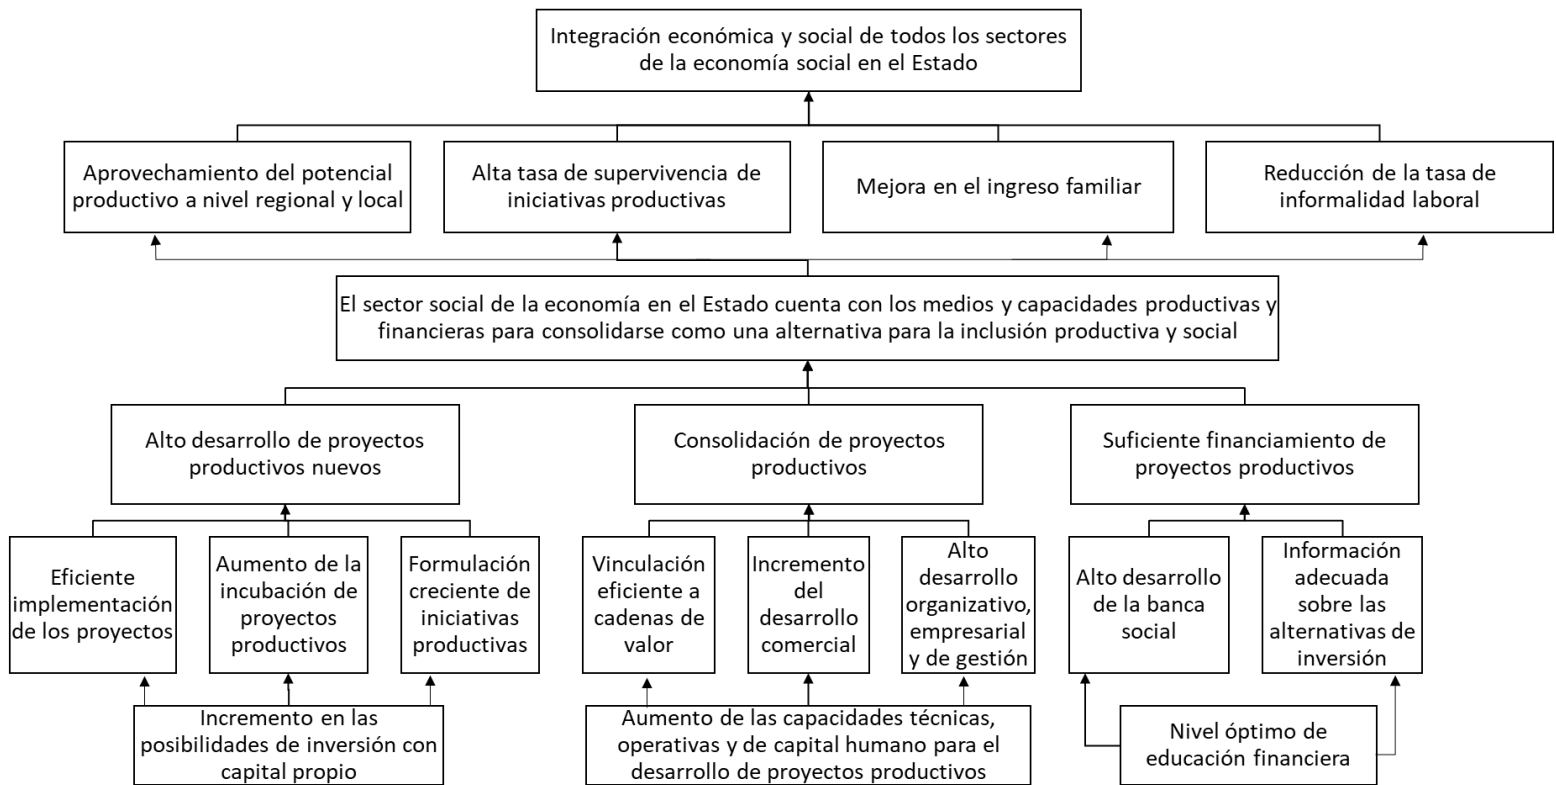 Integración económica y social de todos los sectores
de la economía social en el Estado
Aprovechamiento del potencial
productivo a nivel regional y local
Alta tasa de supervivencia de
iniciativas productivas
Mejora en el ingreso familiar
Reducción de la tasa de
informalidad laboral
El sector social de la economía en el Estado cuenta con los medios y capacidades productivas y
financieras para consolidarse como una alternativa para la inclusión productiva y social
Alto desarrollo de proyectos
productivos nuevos
Consolidación de proyectos
productivos
Suficiente financiamiento de
proyectos productivos
Eficiente
implementación
de los proyectos
Aumento de la
incubación de
proyectos
productivos
Formulación
creciente de
iniciativas
productivas
Vinculación
eficiente a
cadenas de
valor
Incremento
del
desarrollo
comercial
Alto
desarrollo
organizativo,
empresarial
y de gestión
Alto desarrollo
de la banca
social
Información
adecuada
sobre las
alternativas de
inversión
Incremento en las
posibilidades de inversión con
capital propio
Aumento de las capacidades técnicas,
operativas y de capital humano para el
desarrollo de proyectos productivos
Nivel óptimo de
educación financiera